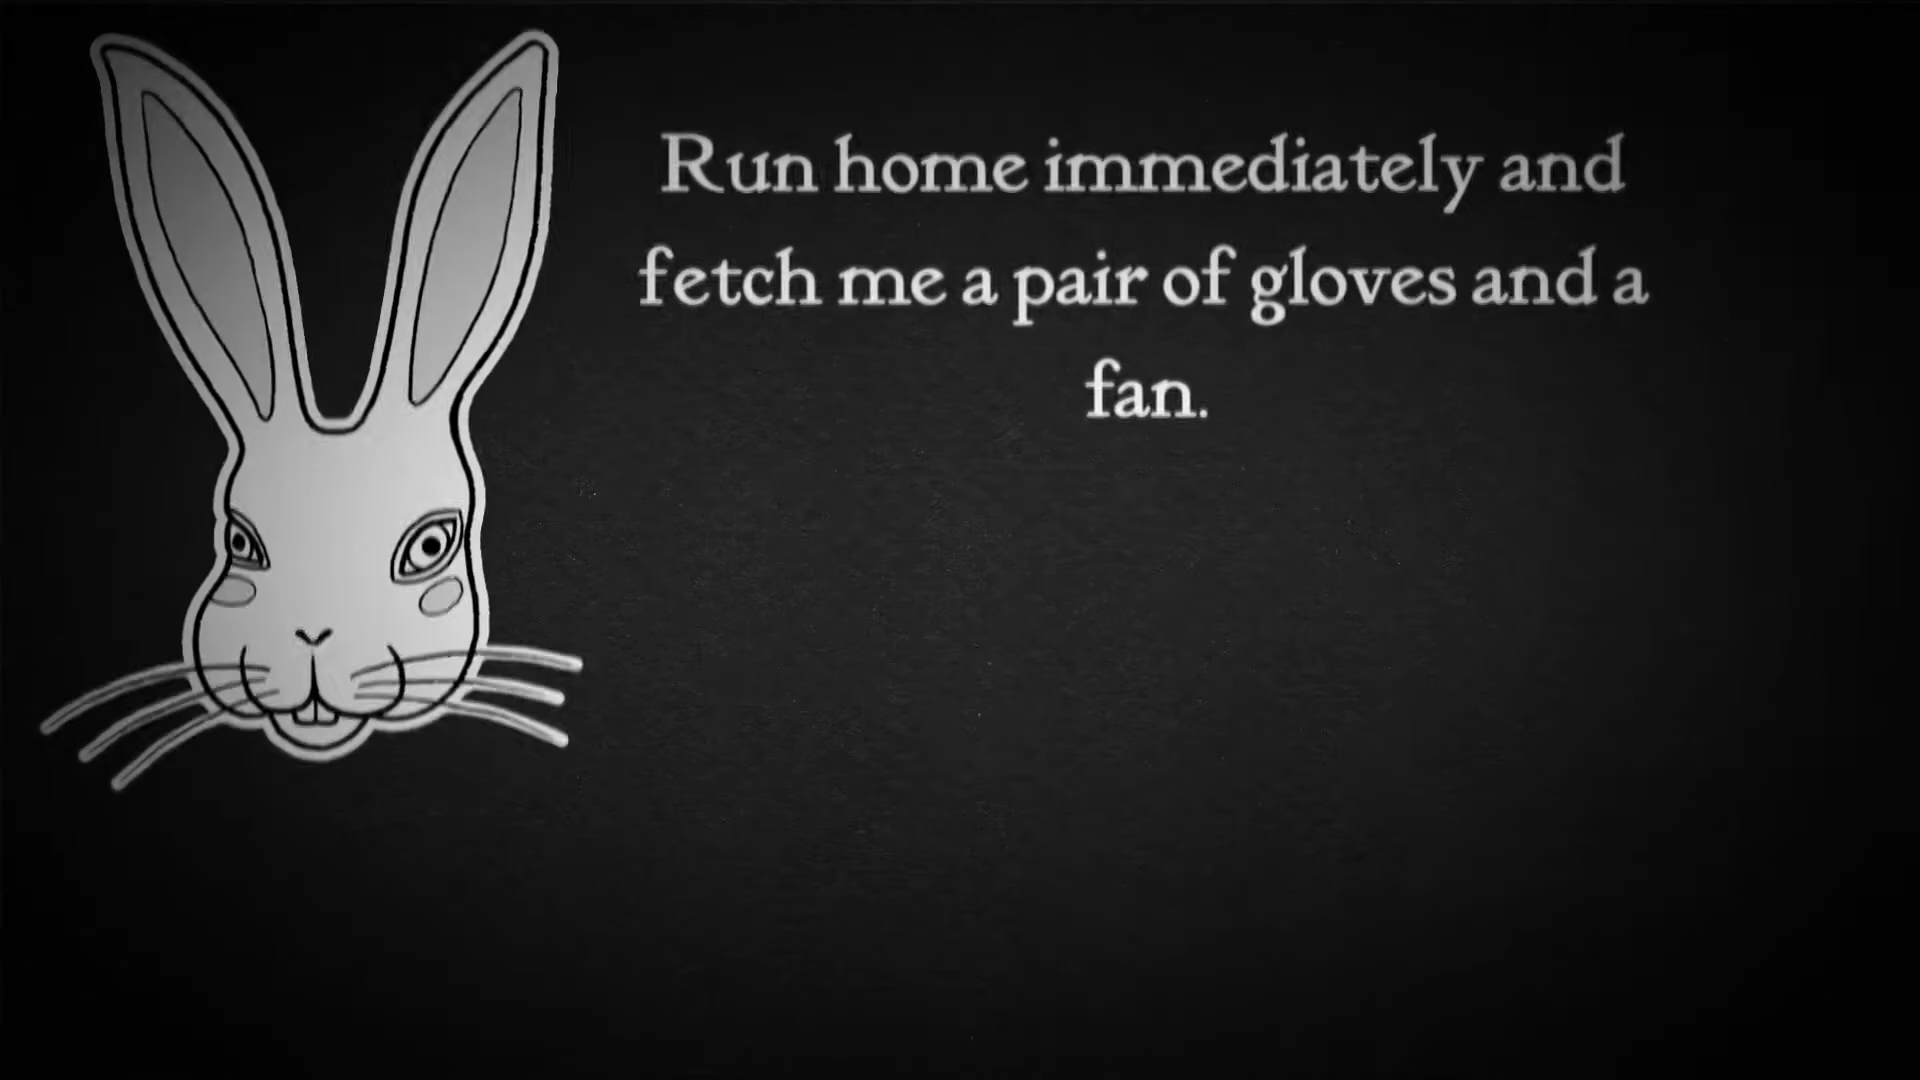 Run home immediately and
fetch me a pair of gloves and a
fan.